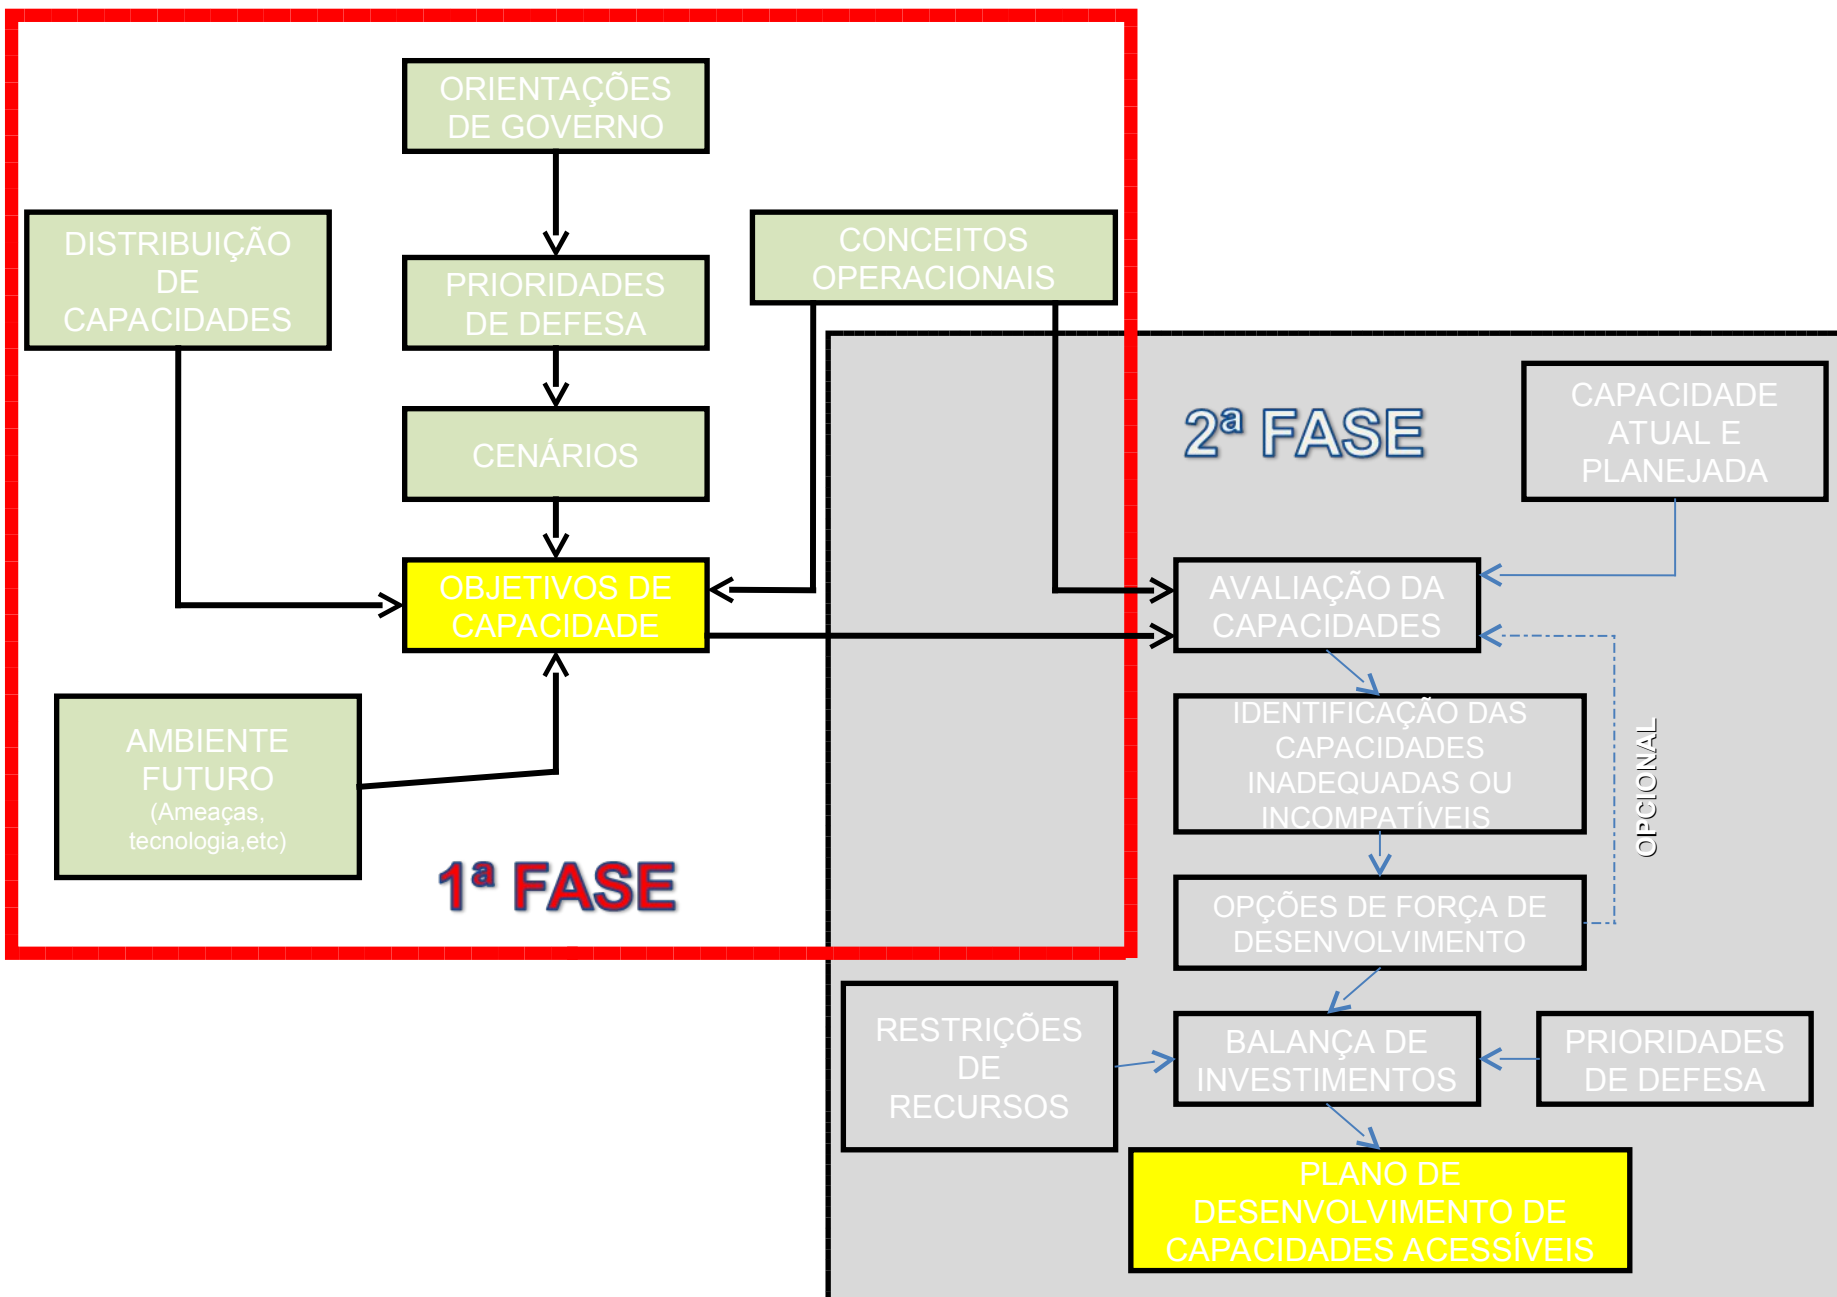 ORIENTAÇÕES
DE GOVERNO
DISTRIBUIÇÃO
DE
CAPACIDADES
PRIORIDADES
DE DEFESA
CONCEITOS
OPERACIONAIS
CENÁRIOS
OBJETIVOS DE
CAPACIDADE
AMBIENTE
FUTURO
(Ameaças,
tecnologia,etc)
1ª FASE
2ª FASE
CAPACIDADE
ATUAL E
PLANEJADA
AVALIAÇÃO DA
CAPACIDADES
IDENTIFICAÇÃO DAS
CAPACIDADES
INADEQUADAS OU
INCOMPATÍVEIS
OPCIONAL
OPÇÕES DE FORÇA DE
DESENVOLVIMENTO
RESTRIÇÕES
DE
RECURSOS
BALANÇA DE
INVESTIMENTOS
PRIORIDADES
DE DEFESA
PLANO DE
DESENVOLVIMENTO DE
CAPACIDADES ACESSÍVEIS